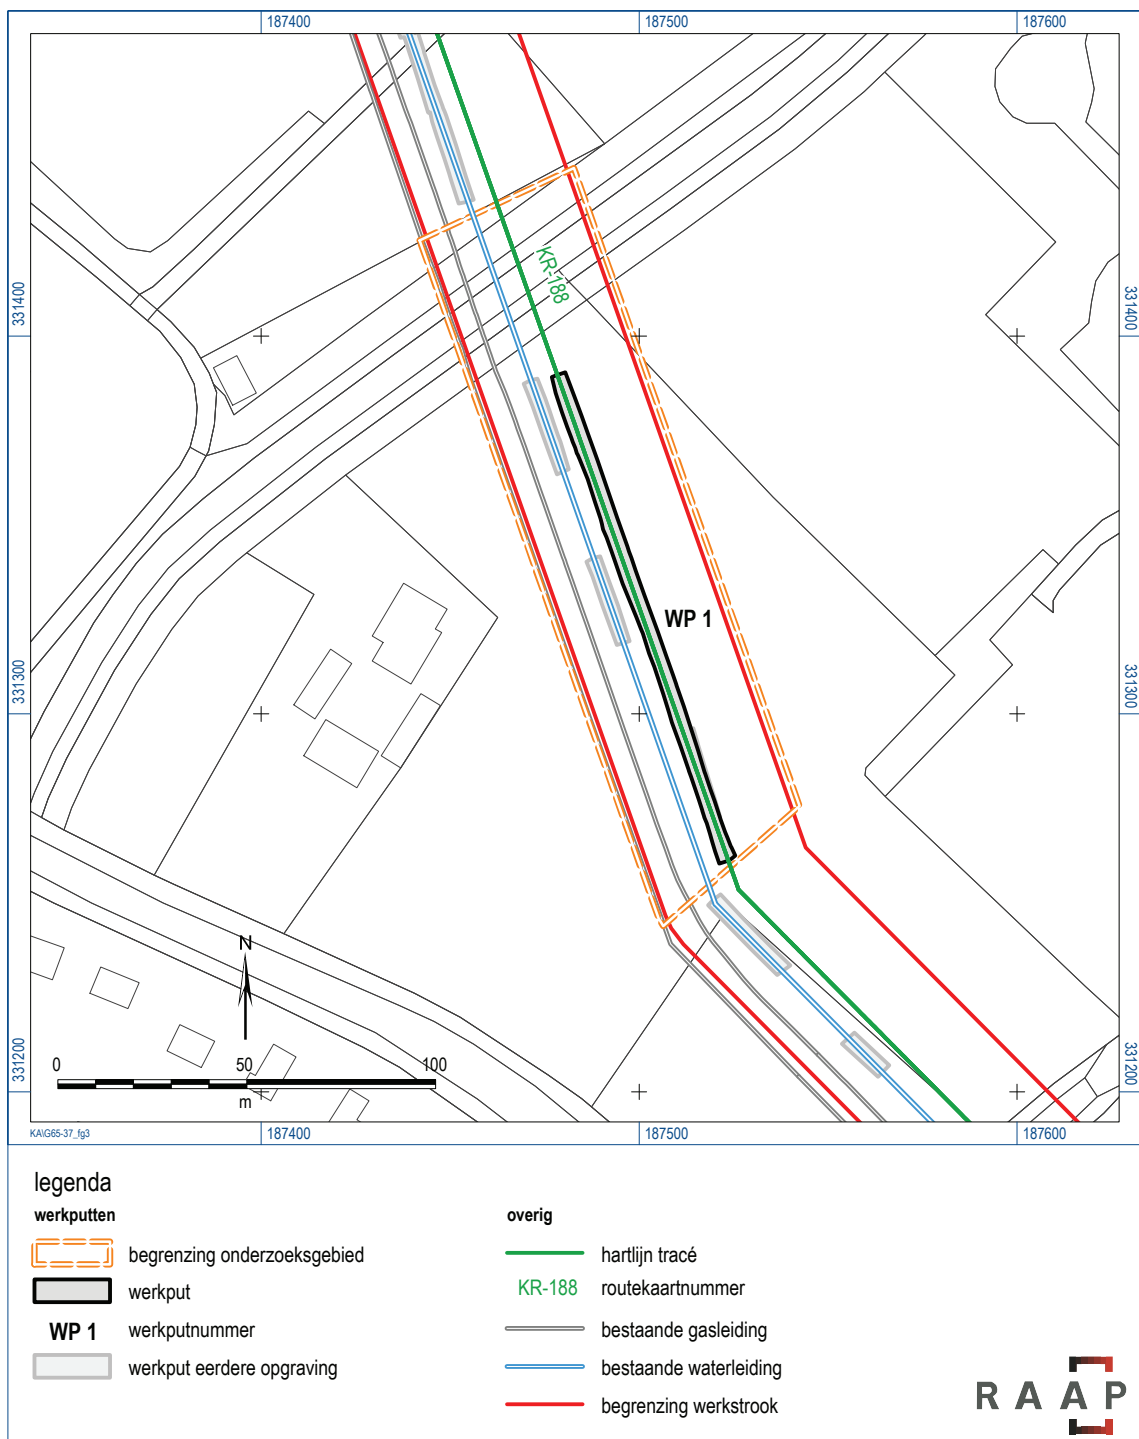 187400
187500
187600
331400
331400
KR-188
WP 1
331300
331300
N
331200
331200
0
50
100
m
KA\G65-37_fg3
187400
187500
187600
legenda
werkputten
overig
begrenzing onderzoeksgebied
hartlijn tracé
werkput
KR-188
routekaartnummer
WP 1
werkputnummer
bestaande gasleiding
werkput eerdere opgraving
bestaande waterleiding
begrenzing werkstrook
RAAP